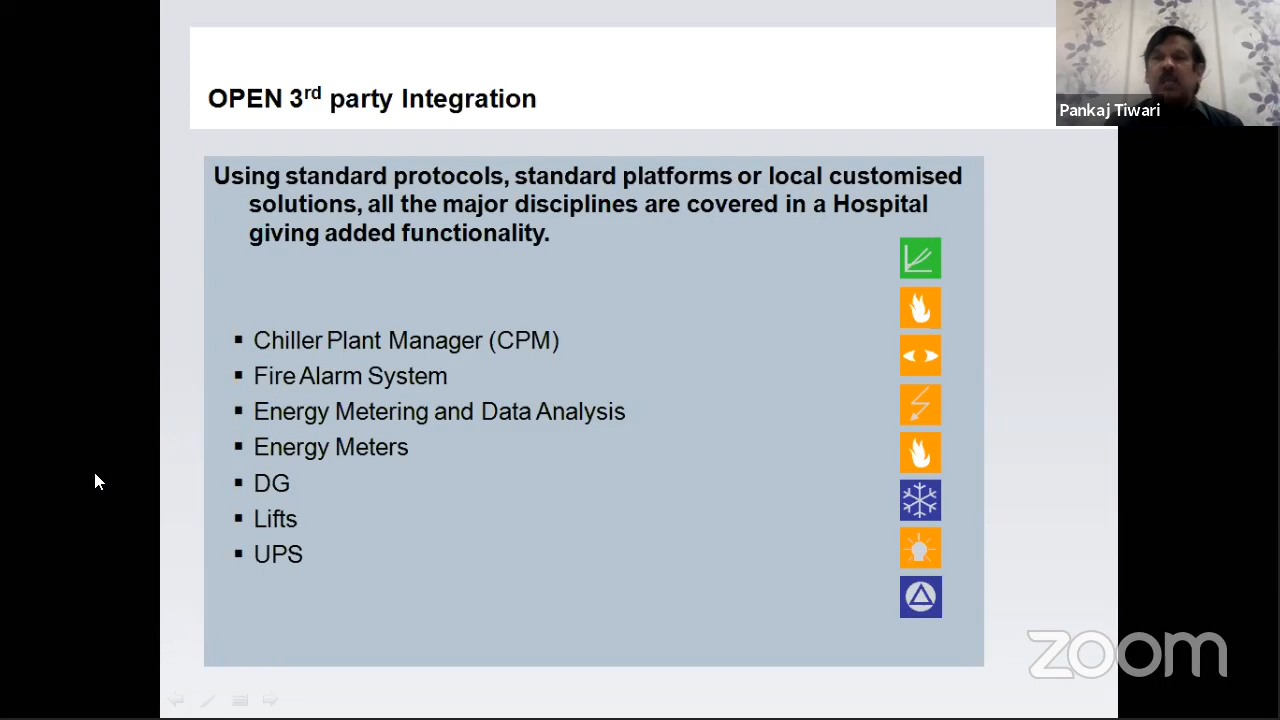 OPEN 3rd party Integration
Pankaj Tiwari
Using standard protocols, standard platforms or local customised
solutions, all the major disciplines are covered in a Hospital
giving added functionality.
▪ Chiller Plant Manager (CPM)
▪ Fire Alarm System
▪ Energy Metering and Data Analysis
▪ Energy Meters
▪ DG
▪ Lifts
▪ UPS
zoom